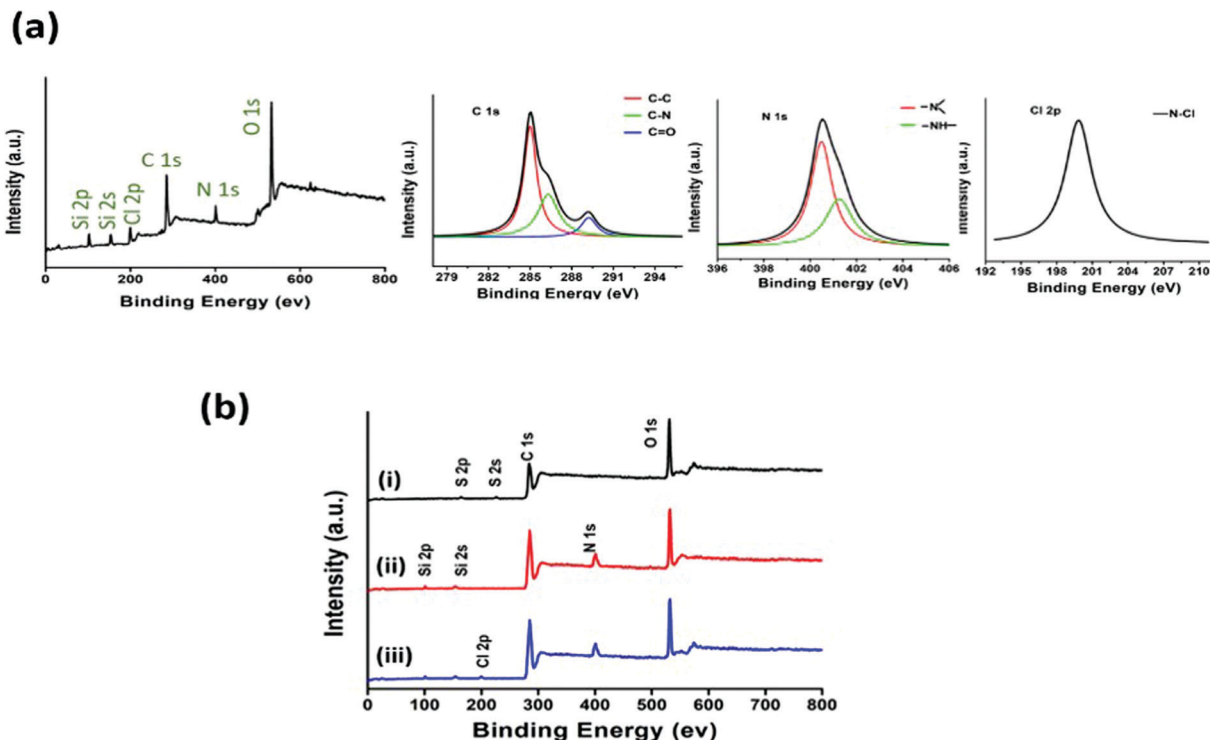 (a)
Intensity (a.u.)
Si 2p
Si 2s
Cl 2p
C 1s
N 1s
O 1s
0 200 400 600 800
Binding Energy (ev)
Intensity (a.u.)
C 1s
C-C
C-N
C=O
279 282 285 288 291 294
Binding Energy (eV)
Intensity (a.u.)
N 1s
–N<
–NH–
396 398 400 402 404 406
Binding Energy (eV)
Intensity (a.u.)
Cl 2p
N-Cl
192 195 198 201 204 207 210
Binding Energy (eV)
(b)
Intensity (a.u.)
(i)
S 2p
S 2s
C 1s
O 1s
(ii)
Si 2p
Si 2s
N 1s
(iii)
Cl 2p
0 100 200 300 400 500 600 700 800
Binding Energy (ev)